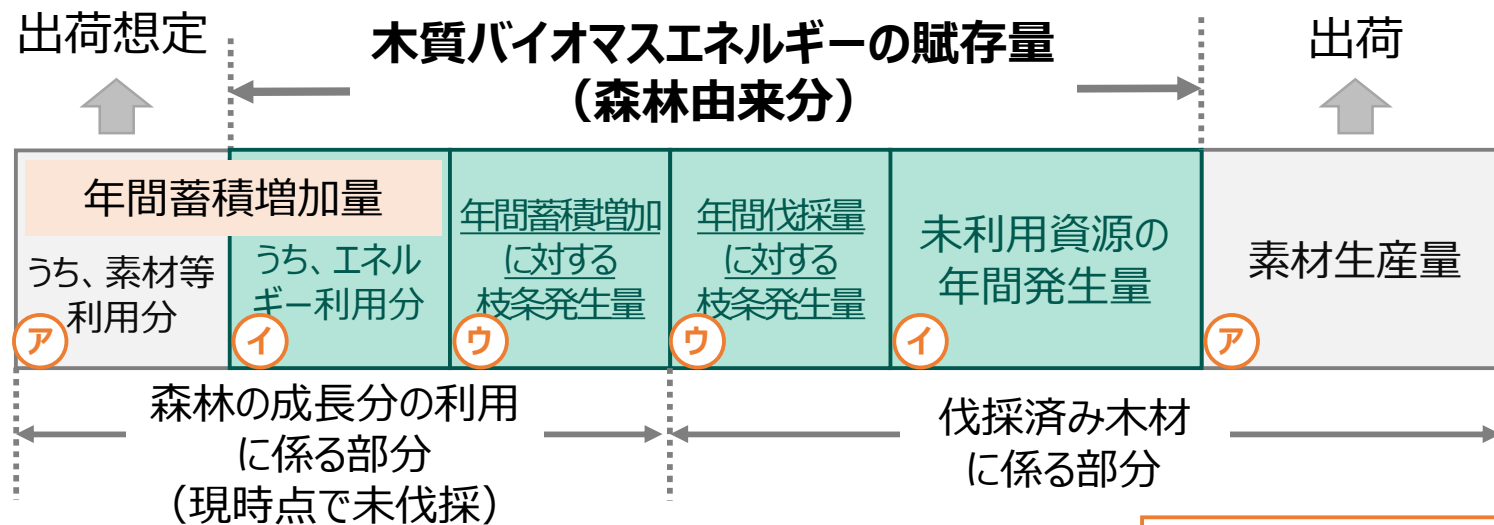 出荷想定
木質バイオマスエネルギーの賦存量
（森林由来分）
出荷
年間蓄積増加量
うち、素材等
利用分
ア
うち、エネル
ギー利用分
イ
年間蓄積増加
に対する
枝条発生量
ウ
年間伐採量
に対する
枝条発生量
ウ
未利用資源の
年間発生量
イ
素材生産量
ア
森林の成長分の利用
に係る部分
（現時点で未伐採）
伐採済み木材
に係る部分